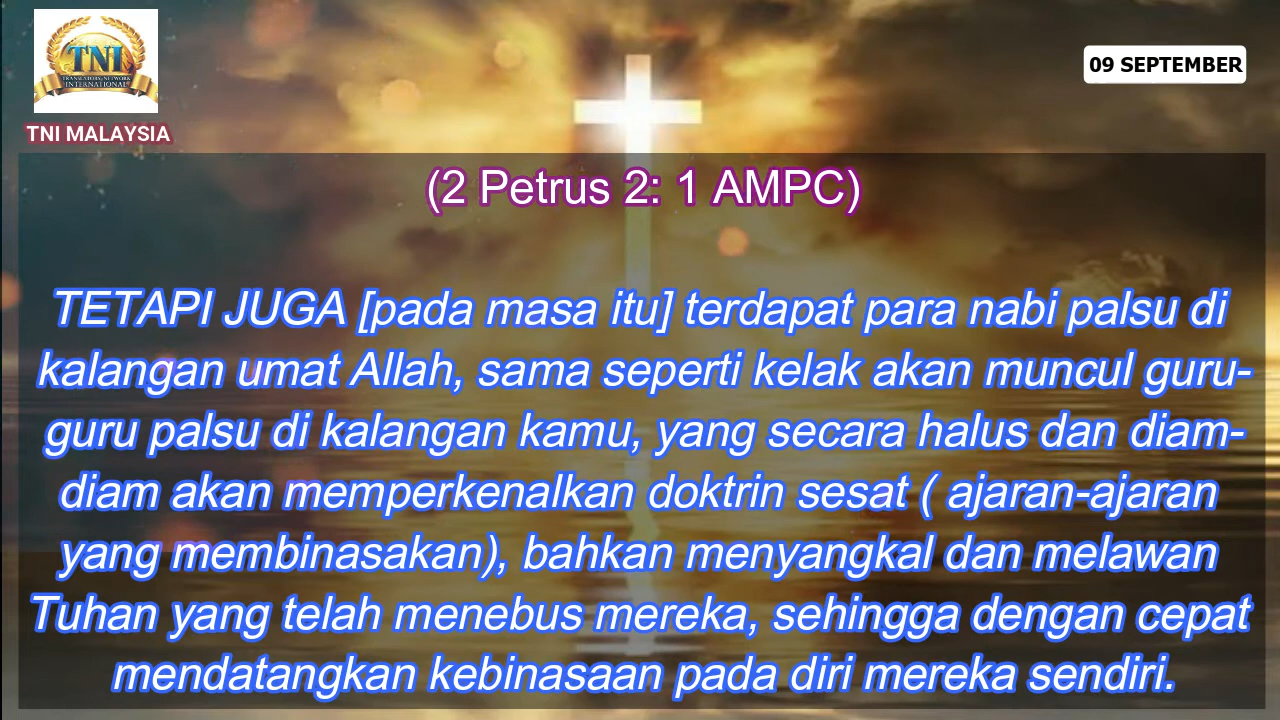 TNI
TRANSLATORS NETWORK
INTERNATIONAL
TNI MALAYSIA
09 SEPTEMBER
(2 Petrus 2: 1 AMPC)
TETAPI JUGA [pada masa itu] terdapat para nabi palsu di
kalangan umat Allah, sama seperti kelak akan muncul guru-
guru palsu di kalangan kamu, yang secara halus dan diam-
diam akan memperkenalkan doktrin sesat ( ajaran-ajaran
yang membinasakan), bahkan menyangkal dan melawan
Tuhan yang telah menebus mereka, sehingga dengan cepat
mendatangkan kebinasaan pada diri mereka sendiri.